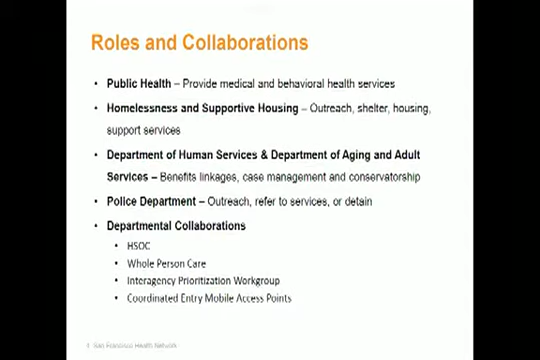 Roles and Collaborations
• Public Health – Provide medical and behavioral health services
• Homelessness and Supportive Housing – Outreach, shelter, housing,
support services
• Department of Human Services & Department of Aging and Adult
Services – Benefits linkages, case management and conservatorship
• Police Department – Outreach, refer to services, or detain
• Departmental Collaborations
• HSOC
• Whole Person Care
• Interagency Prioritization Workgroup
• Coordinated Entry Mobile Access Points
San Francisco Health Network